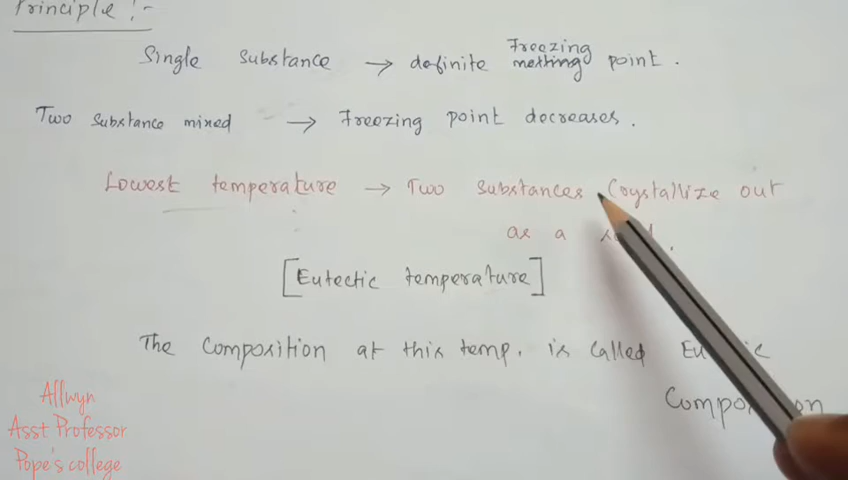 Principle :-
Single Substance → definite Freezing point.
Two substance mixed → Freezing point decreases.
Lowest temperature → Two substances Crystallize out
as a
[Eutectic temperature]
The Composition at this temp. is called
Allwyn
Asst Professor
Pope's college